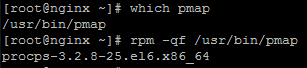 [root@nginx ~]# which pmap
/usr/bin/pmap
[root@nginx ~]# rpm -qf /usr/bin/pmap
procps-3.2.8-25.el6.x86_64